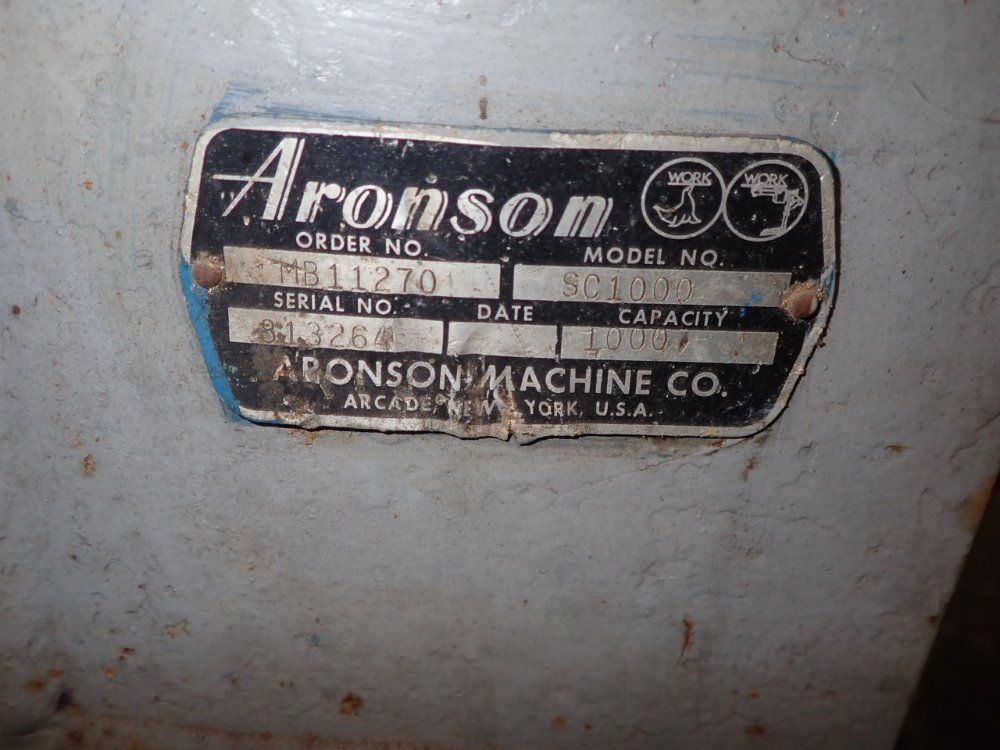 Aronson
WORK WORK
ORDER NO. MODEL NO.
MB11270 SC1000
SERIAL NO. DATE CAPACITY
813264 1000
ARONSON MACHINE CO.
ARCADE, NEW YORK, U.S.A.